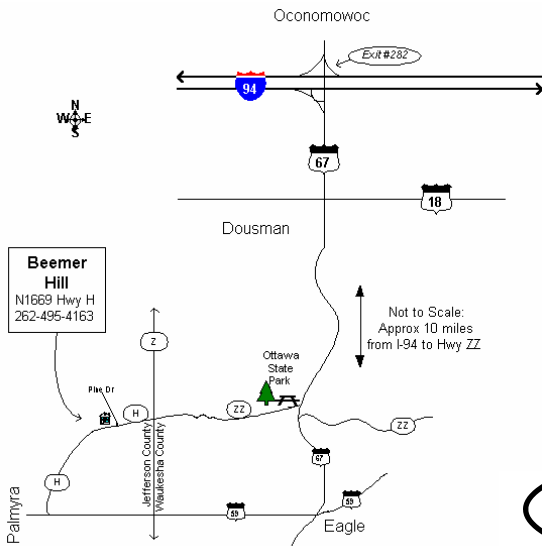 Oconomowoc
Exit #282
94
N
W E
S
67
18
Dousman
Beemer
Hill
N1669 Hwy H
262-495-4163
Not to Scale:
Approx 10 miles
from I-94 to Hwy ZZ
Z
Ottawa
State
Park
Pine Dr
H
ZZ
ZZ
Jefferson County
Waukesha County
67
H
59
59
Palmyra
Eagle